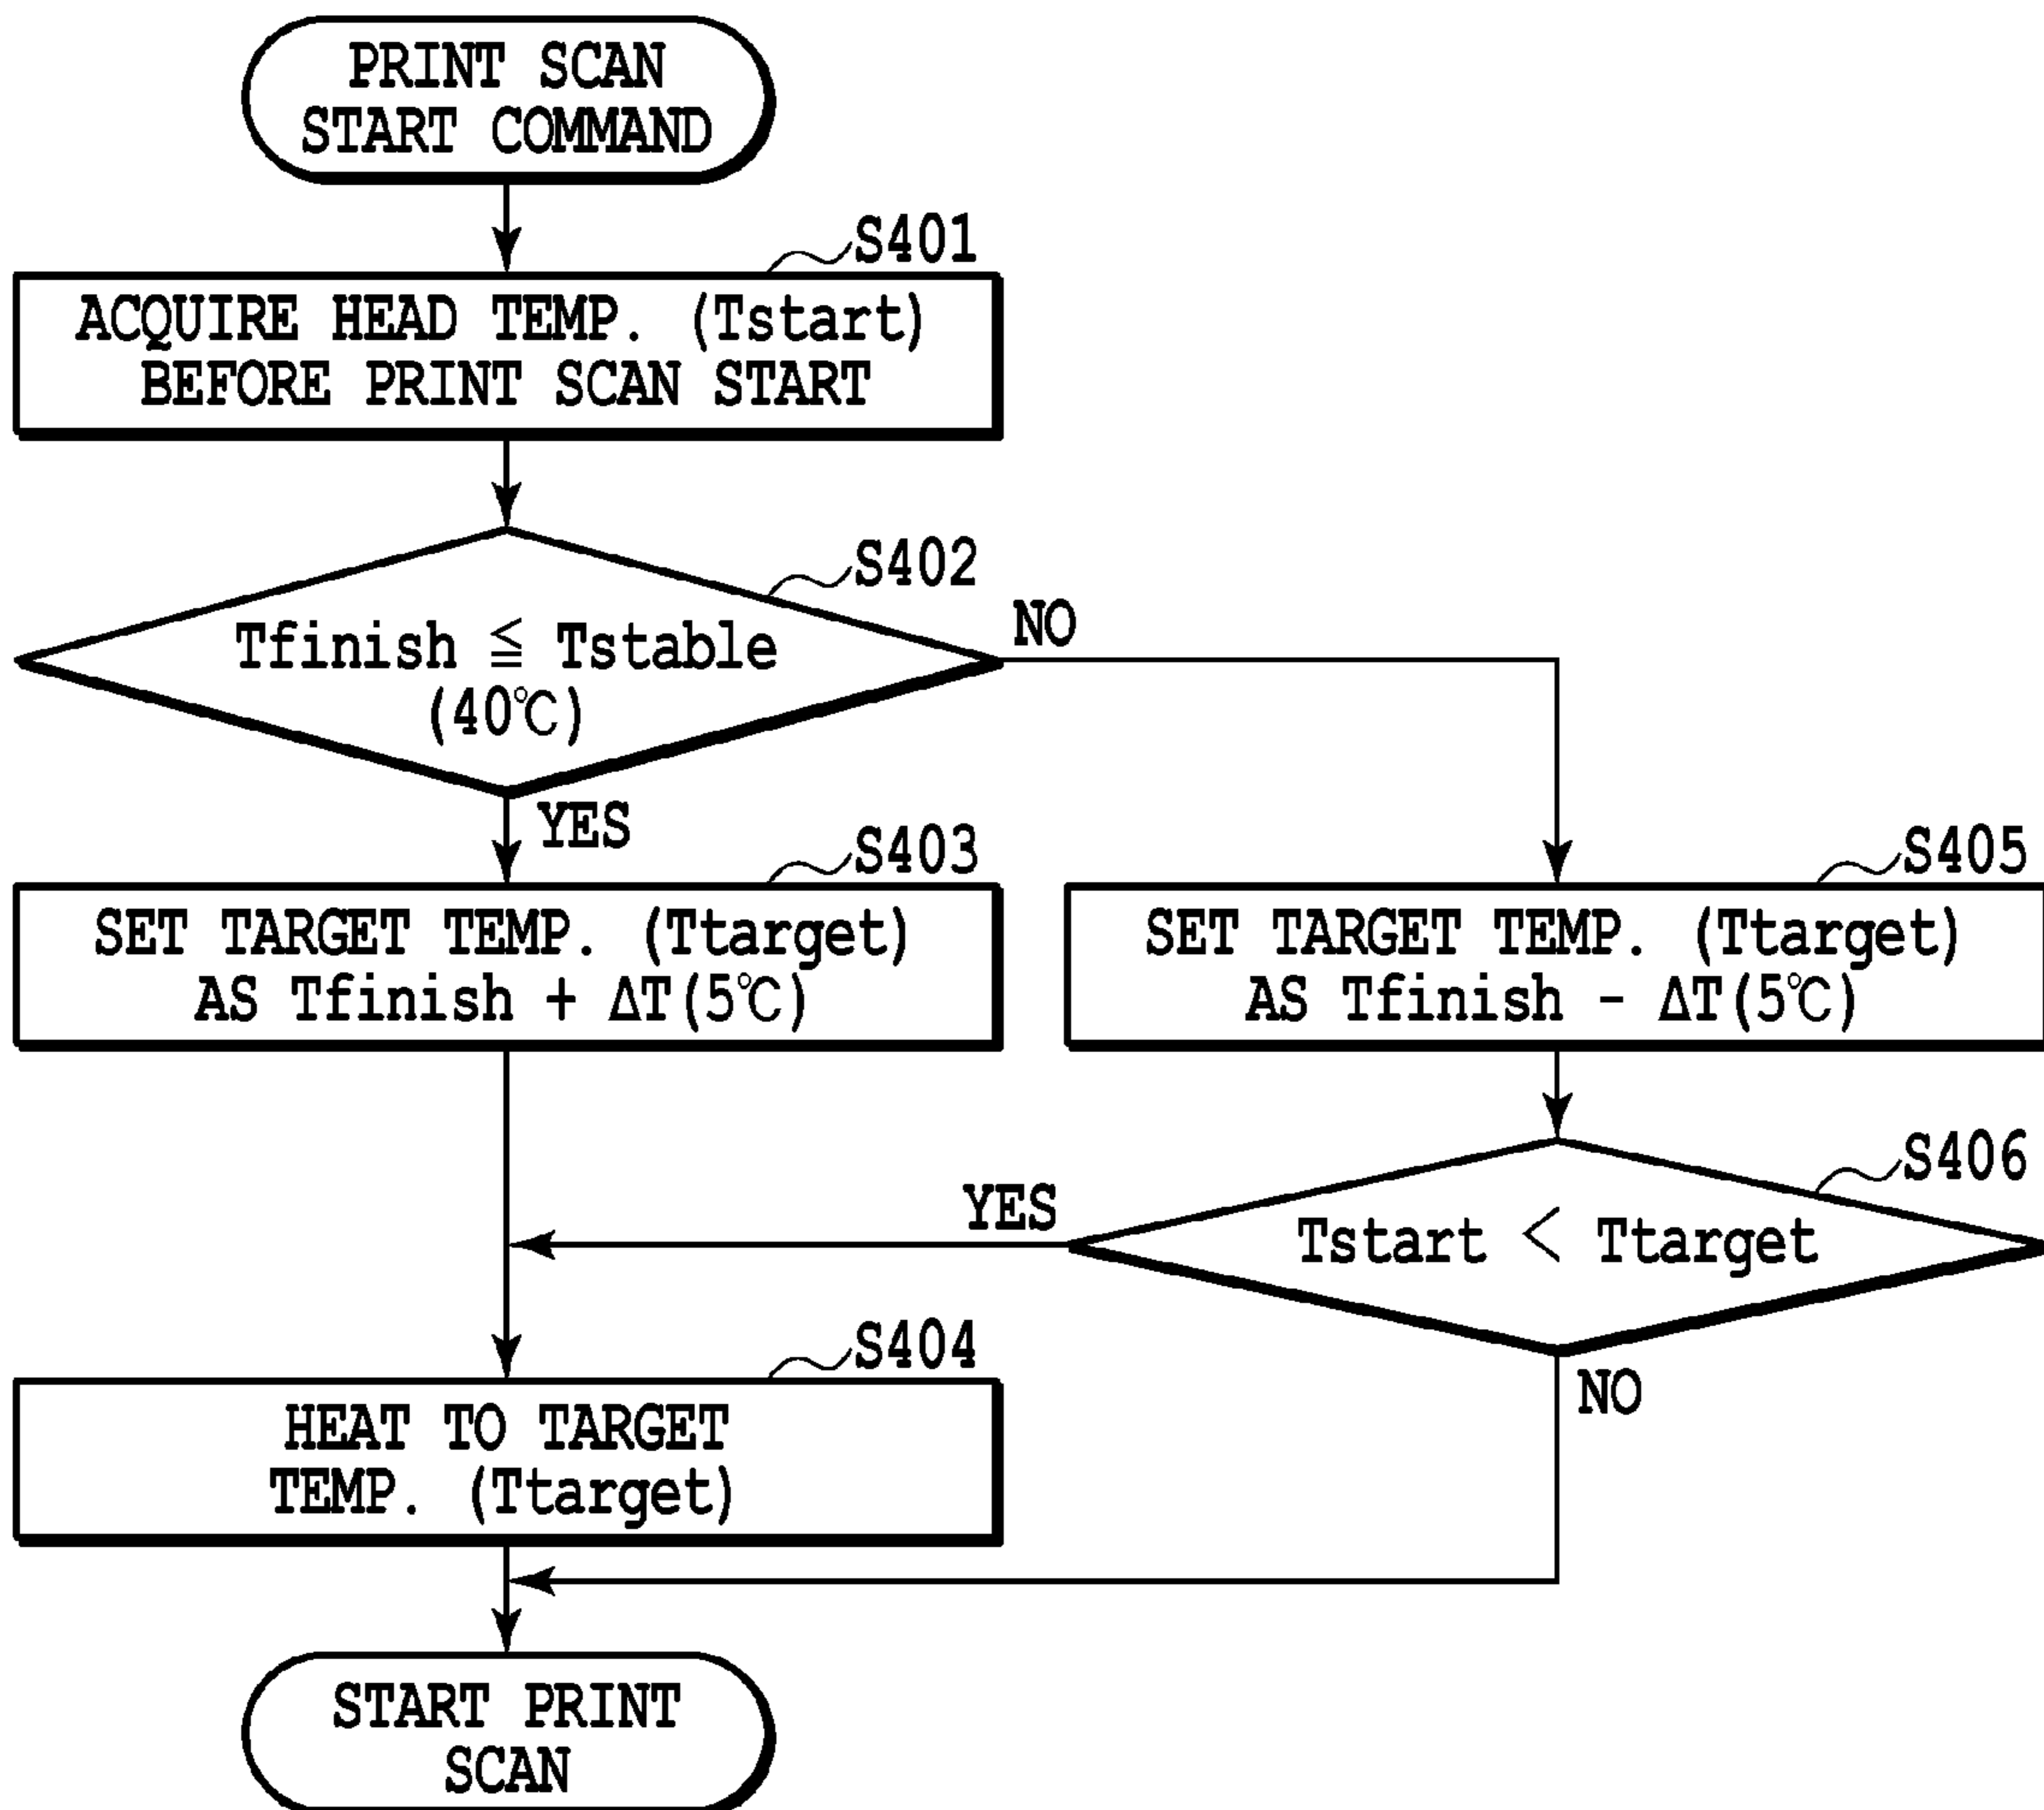 PRINT SCAN
START COMMAND
S401
ACQUIRE HEAD TEMP. (Tstart)
BEFORE PRINT SCAN START
S402
Tfinish ≦ Tstable
(40℃)
NO
YES
S403
SET TARGET TEMP. (Ttarget)
AS Tfinish + ΔT(5℃)
S405
SET TARGET TEMP. (Ttarget)
AS Tfinish - ΔT(5℃)
S406
Tstart < Ttarget
YES
NO
S404
HEAT TO TARGET
TEMP. (Ttarget)
START PRINT
SCAN